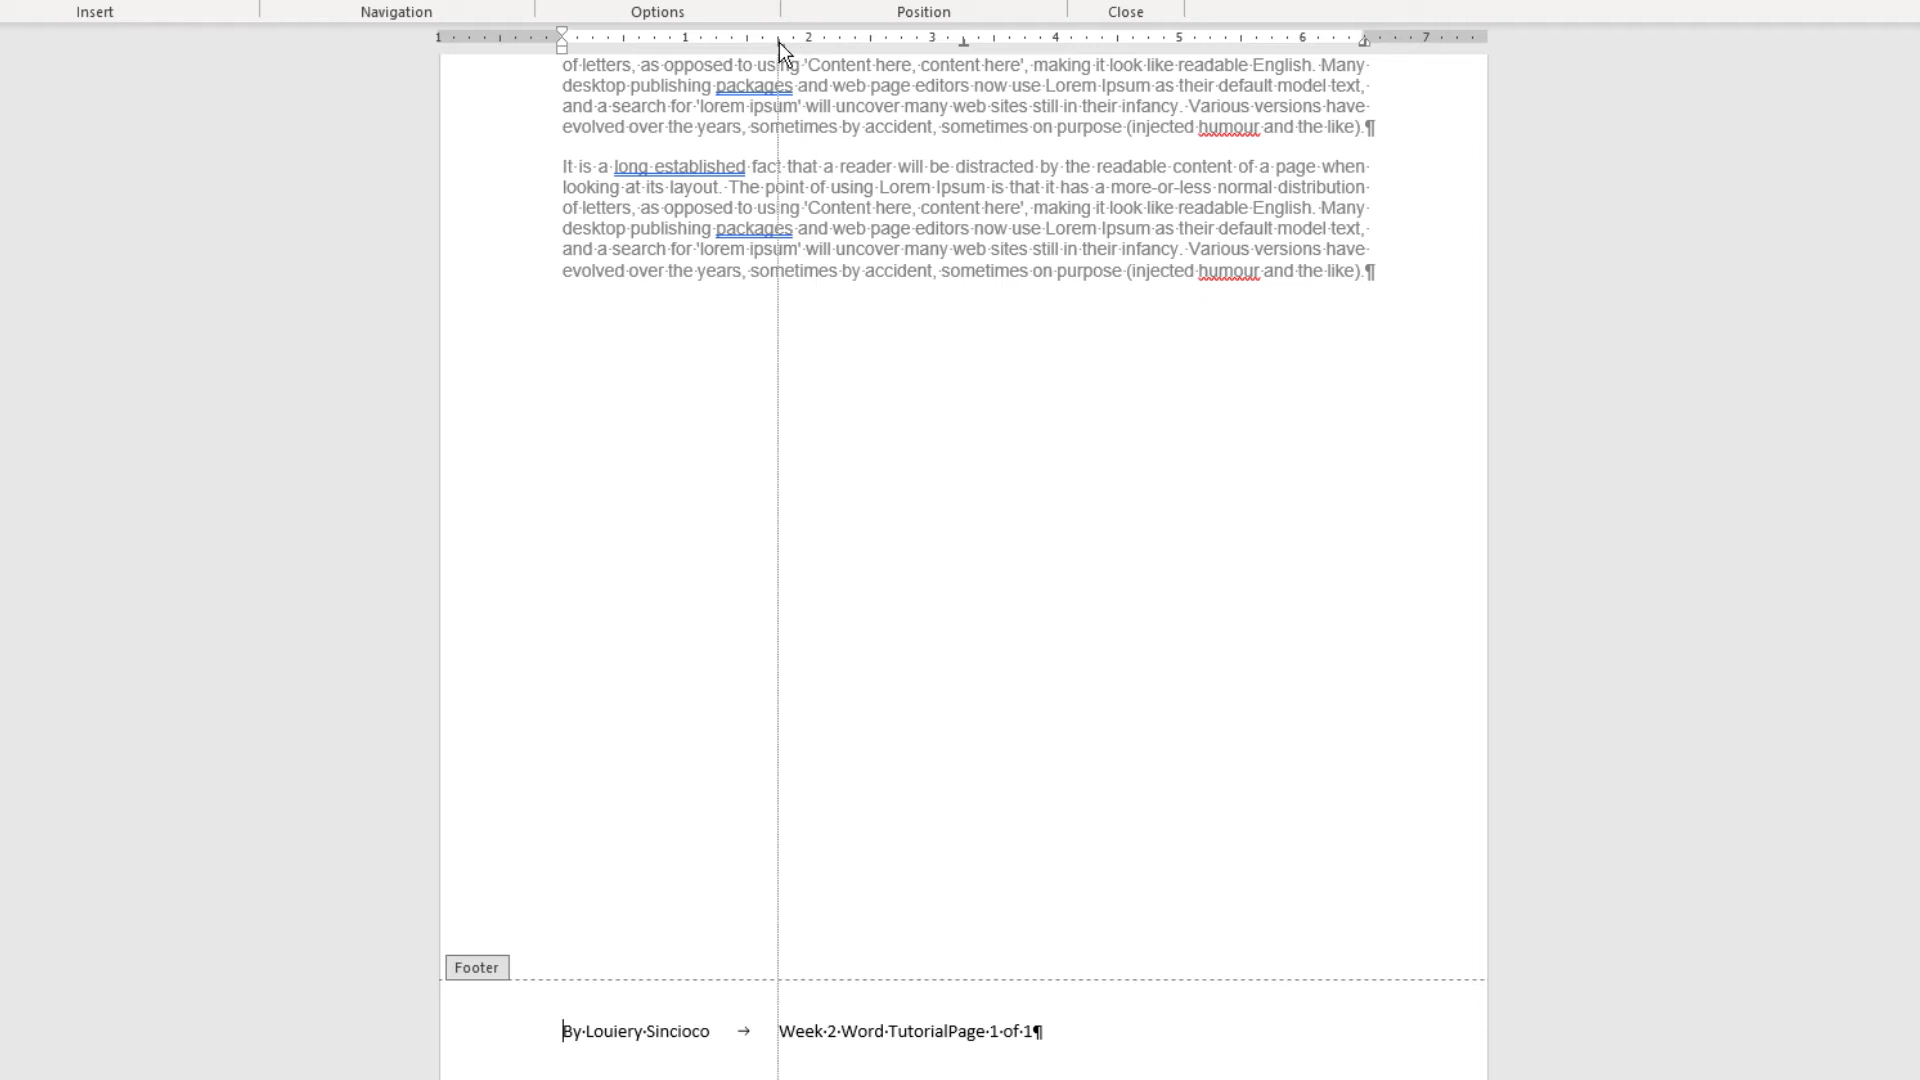 Insert Navigation Options Position Close
1 1 2 3 4 5 6 7
of letters, as opposed to using 'Content here, content here', making it look like readable English. Many
desktop publishing packages and web page editors now use Lorem Ipsum as their default model text,
and a search for 'lorem ipsum' will uncover many web sites still in their infancy. Various versions have
evolved over the years, sometimes by accident, sometimes on purpose (injected humour and the like).¶
It is a long established fact that a reader will be distracted by the readable content of a page when
looking at its layout. The point of using Lorem Ipsum is that it has a more-or-less normal distribution
of letters, as opposed to using 'Content here, content here', making it look like readable English. Many
desktop publishing packages and web page editors now use Lorem Ipsum as their default model text,
and a search for 'lorem ipsum' will uncover many web sites still in their infancy. Various versions have
evolved over the years, sometimes by accident, sometimes on purpose (injected humour and the like).¶
Footer
By Louiery Sincioco → Week 2 Word TutorialPage 1 of 1¶